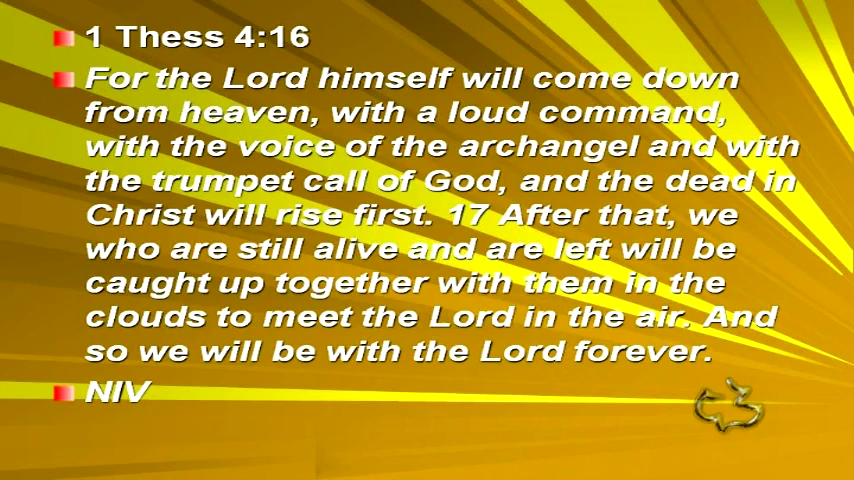 1 Thess 4:16
For the Lord himself will come down
from heaven, with a loud command,
with the voice of the archangel and with
the trumpet call of God, and the dead in
Christ will rise first. 17 After that, we
who are still alive and are left will be
caught up together with them in the
clouds to meet the Lord in the air. And
so we will be with the Lord forever.
NIV